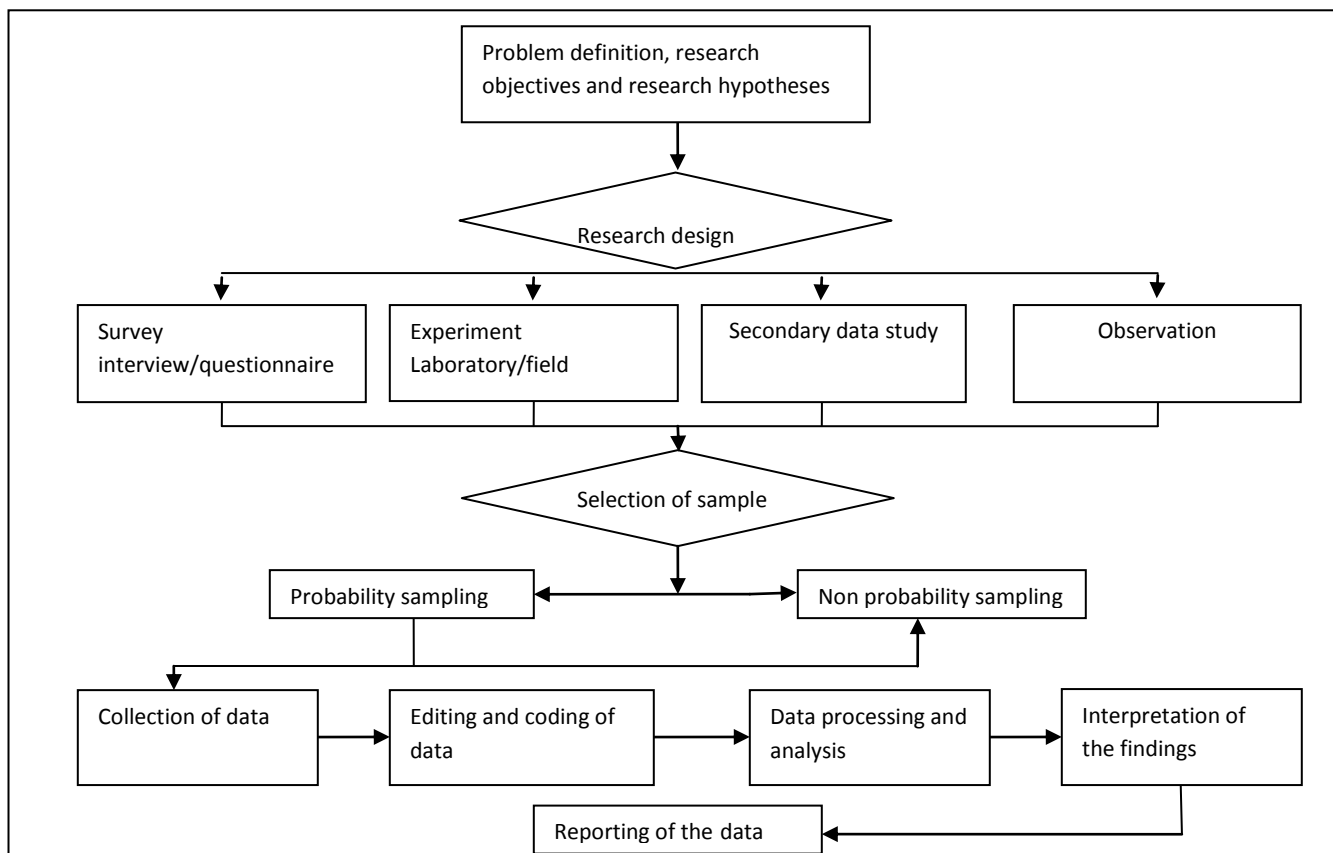 Problem definition, research
objectives and research hypotheses
Research design
Survey
interview/questionnaire
Experiment
Laboratory/field
Secondary data study
Observation
Selection of sample
Probability sampling
Non probability sampling
Collection of data
Editing and coding of
data
Data processing and
analysis
Interpretation of
the findings
Reporting of the data